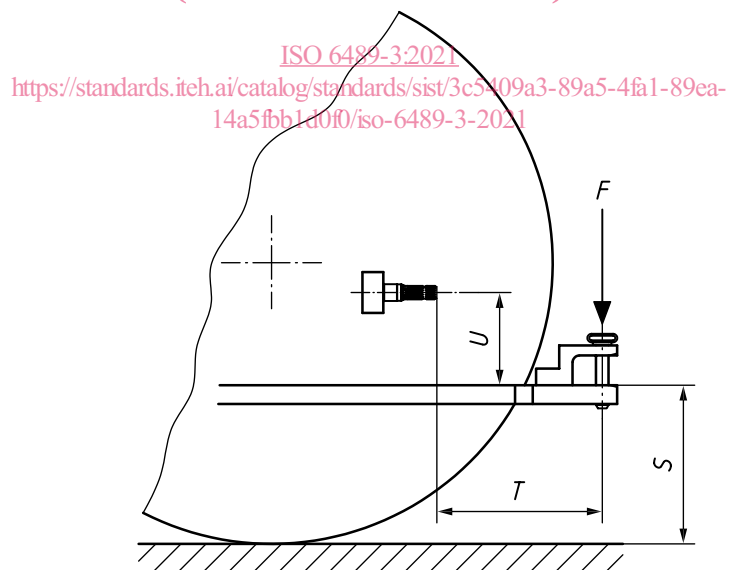 ISO 6489-3:2021
https://standards.iteh.ai/catalog/standards/sist/3c5409a3-89a5-4fa1-89ea-
14a5fbb1d0f0/iso-6489-3-2021
F
U
S
T